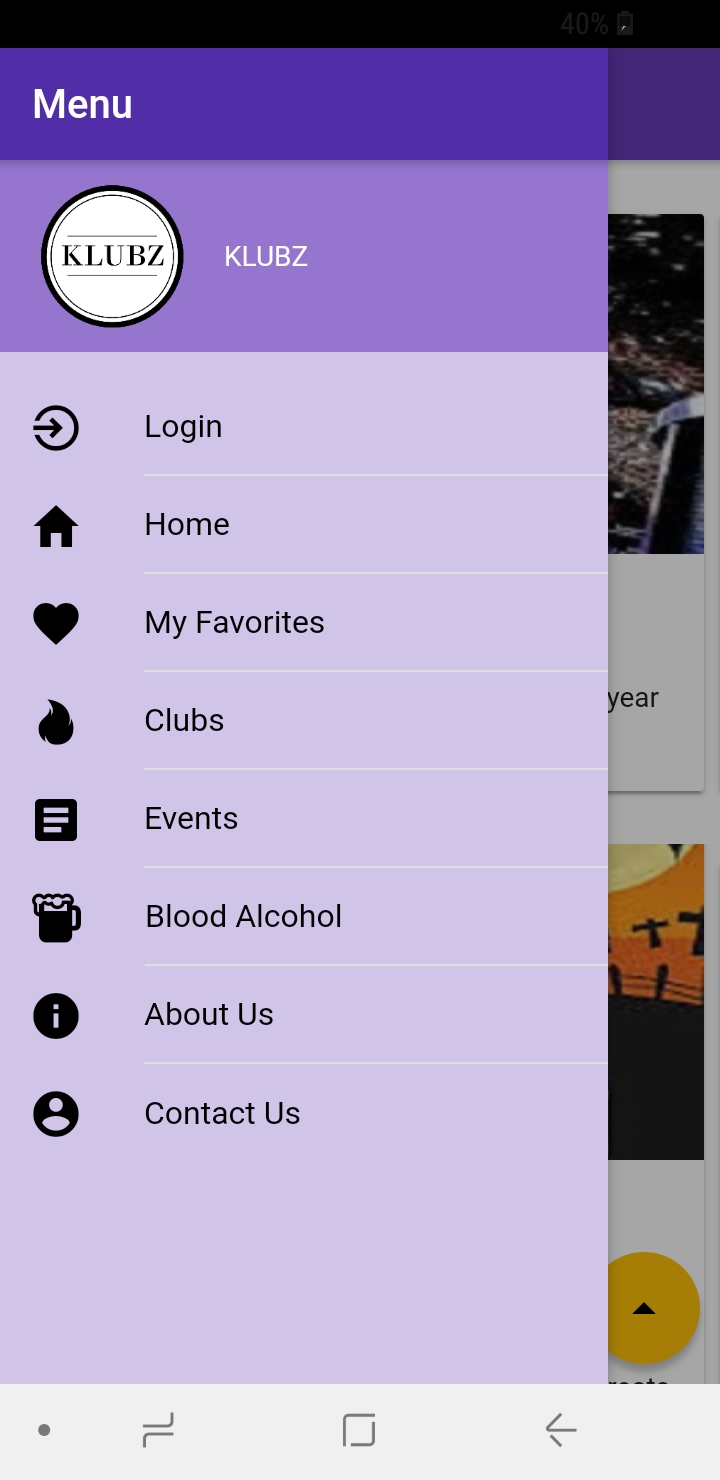 40%
Menu
KLUBZ
KLUBZ
Login
Home
My Favorites
Clubs
year
Events
Blood Alcohol
About Us
Contact Us